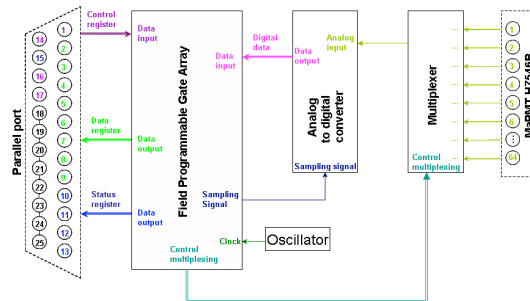 Control
register
Data
input
Digital
data
Data
input
Data
output
Analog
input
Parallel port
14
15
16
17
18
19
20
21
22
23
24
25
1
2
3
4
5
6
7
8
9
10
11
12
13
Data
register
Data
output
Status
register
Data
output
Field Programmable Gate Array
Sampling
Signal
Clock
Control
multiplexing
Analog
to digital
converter
Sampling signal
Oscillator
Multiplexer
Control
multiplexing
1
2
3
4
5
6
7
⋮
64
MaPMT H7546B